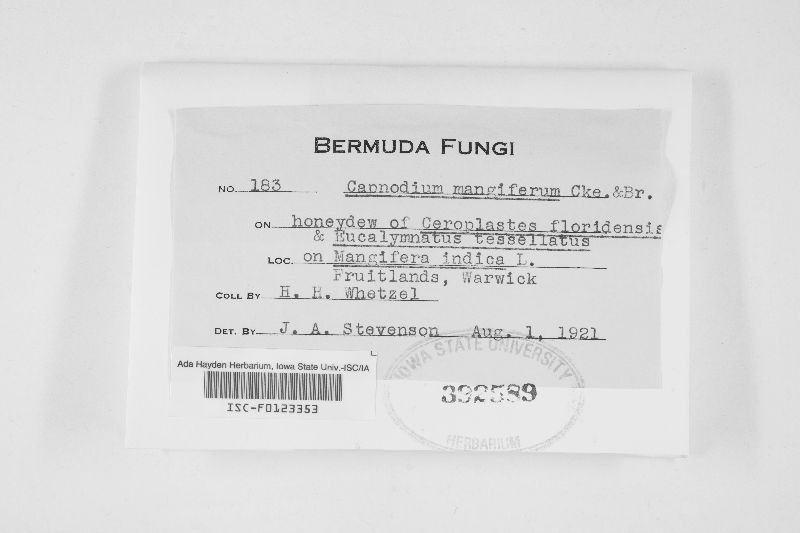 BERMUDA FUNGI
NO. 183 Capnodium mangiferum Cke.&Br.
ON honeydew of Ceroplastes floridensis
& Eucalymnatus tessellatus
LOC. on Mangifera indica L.
Fruitlands, Warwick
COLL BY H. H. Whetzel
DET. BY J. A. Stevenson Aug. 1, 1921
Ada Hayden Herbarium, Iowa State Univ.-ISC/IA
ISC-F0123353
IOWA STATE UNIVERSITY
392589
HERBARIUM